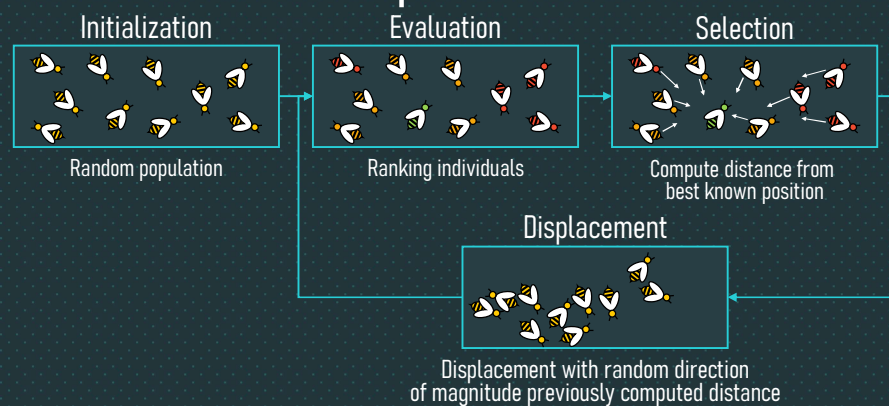 Initialization
Random population
Evaluation
Ranking individuals
Selection
Compute distance from
best known position
Displacement
Displacement with random direction
of magnitude previously computed distance